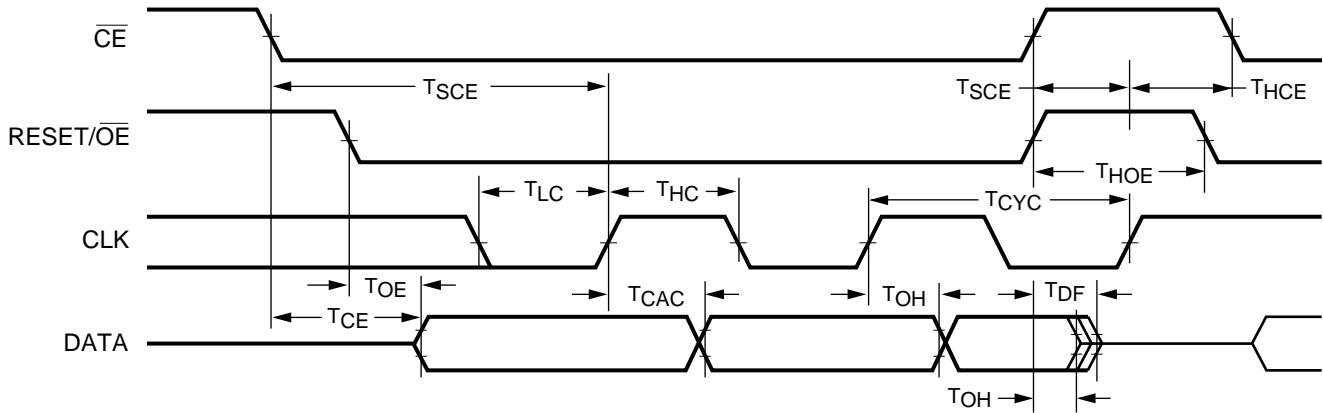 CE
TSCE TSCE THCE
RESET/OE
TLC THC THOE
TCYC
CLK
TOE TCAC TOH TDF
TCE
DATA
TOH